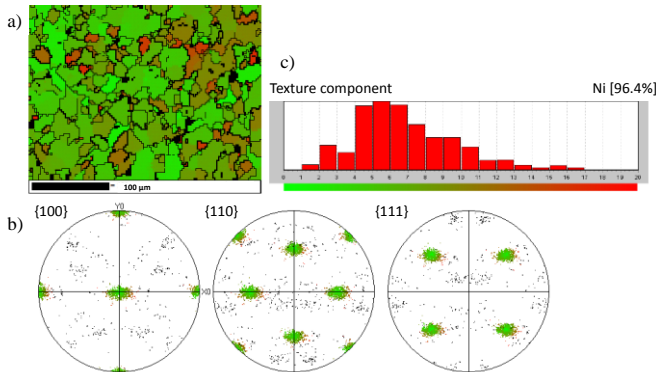 a)
100 µm
c)
Texture component Ni [96.4%]
0 1 2 3 4 5 6 7 8 9 10 11 12 13 14 15 16 17 18 19 20
b)
{100} {110} {111}
Y0
X0